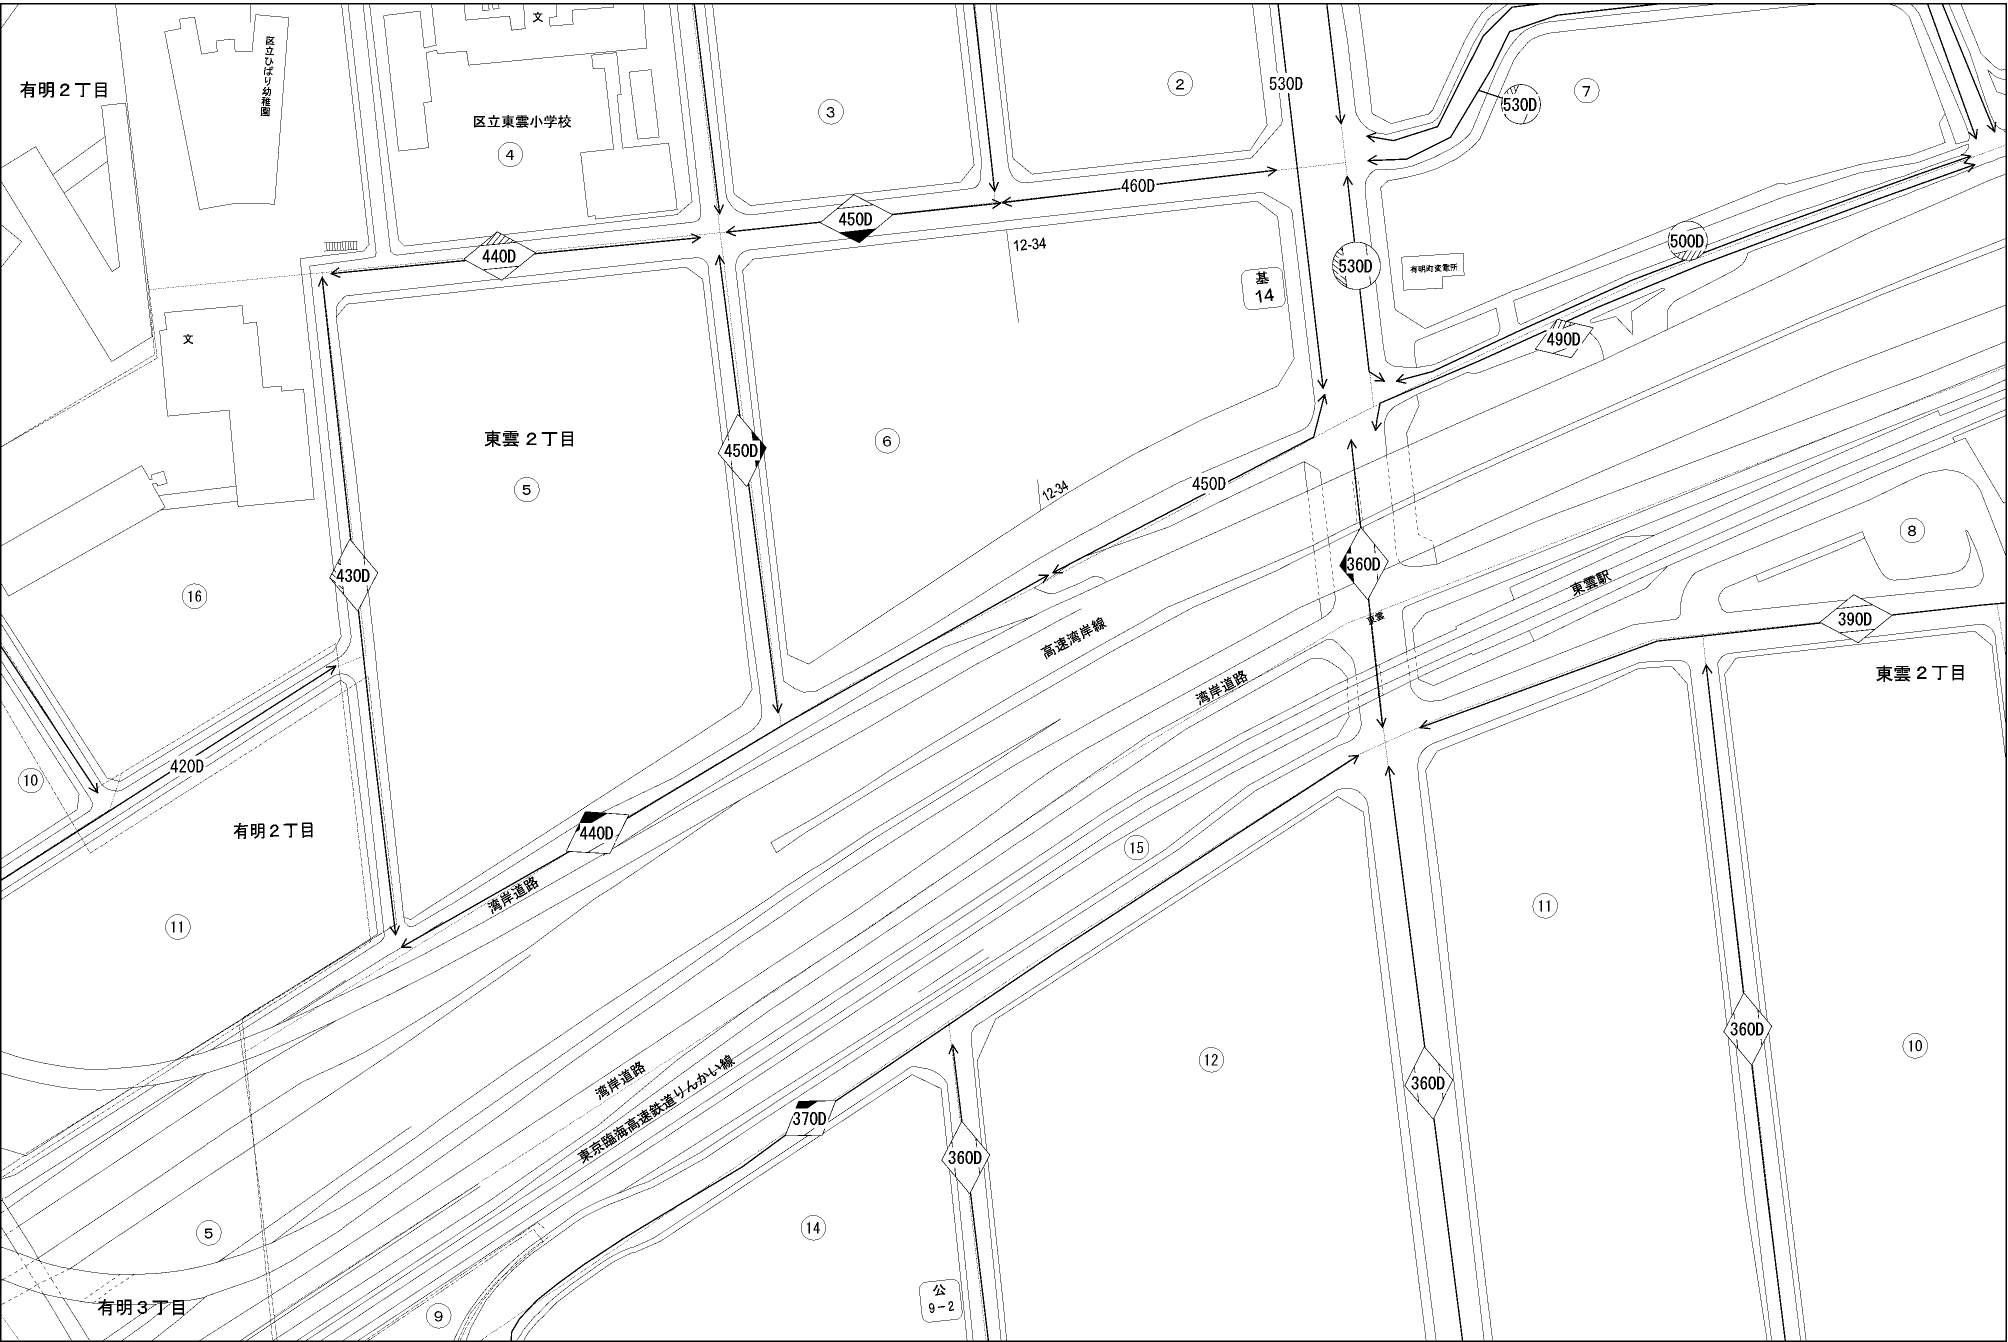 文
区立ひばり幼稚園
有明２丁目
530D
②
⑦
530D
③
区立東雲小学校
④
460D
450D
440D
12-34
500D
530D
有明町変電所
基
14
文
490D
東雲２丁目
⑥
450D
⑤
450D
12-34
⑧
360D
430D
東雲駅
⑯
東雲
390D
高速湾岸線
東雲２丁目
湾岸道路
420D
⑩
有明２丁目
440D
⑮
湾岸道路
⑪
⑪
360D
⑩
⑫
湾岸道路
東京臨海高速鉄道りんかい線
360D
370D
360D
⑭
⑤
公
9-2
有明３丁目
⑨